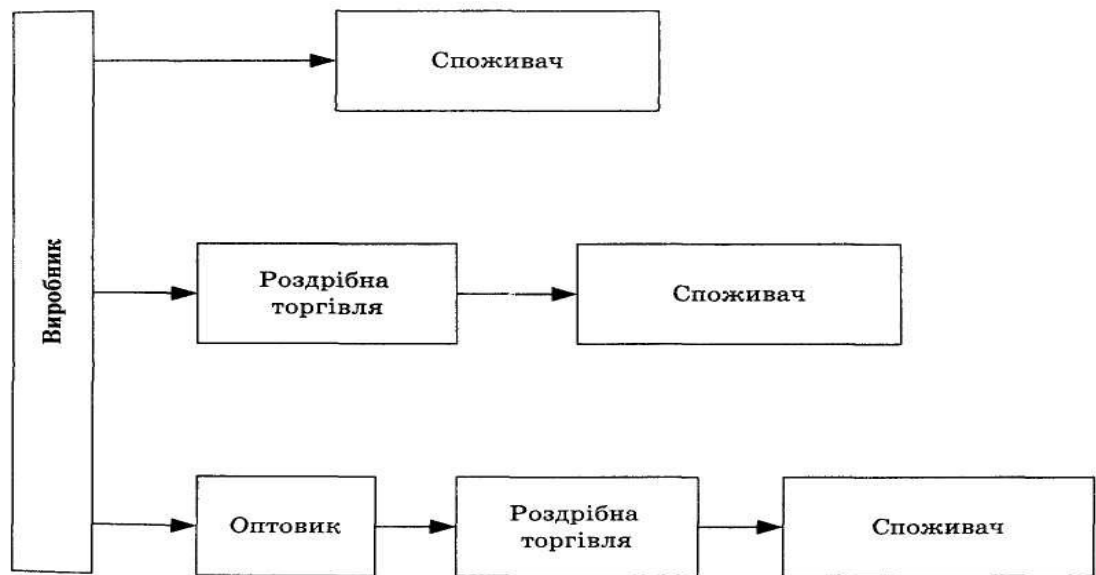 Споживач
Виробник
Роздрібна
торгівля
Споживач
Оптовик
Роздрібна
торгівля
Споживач